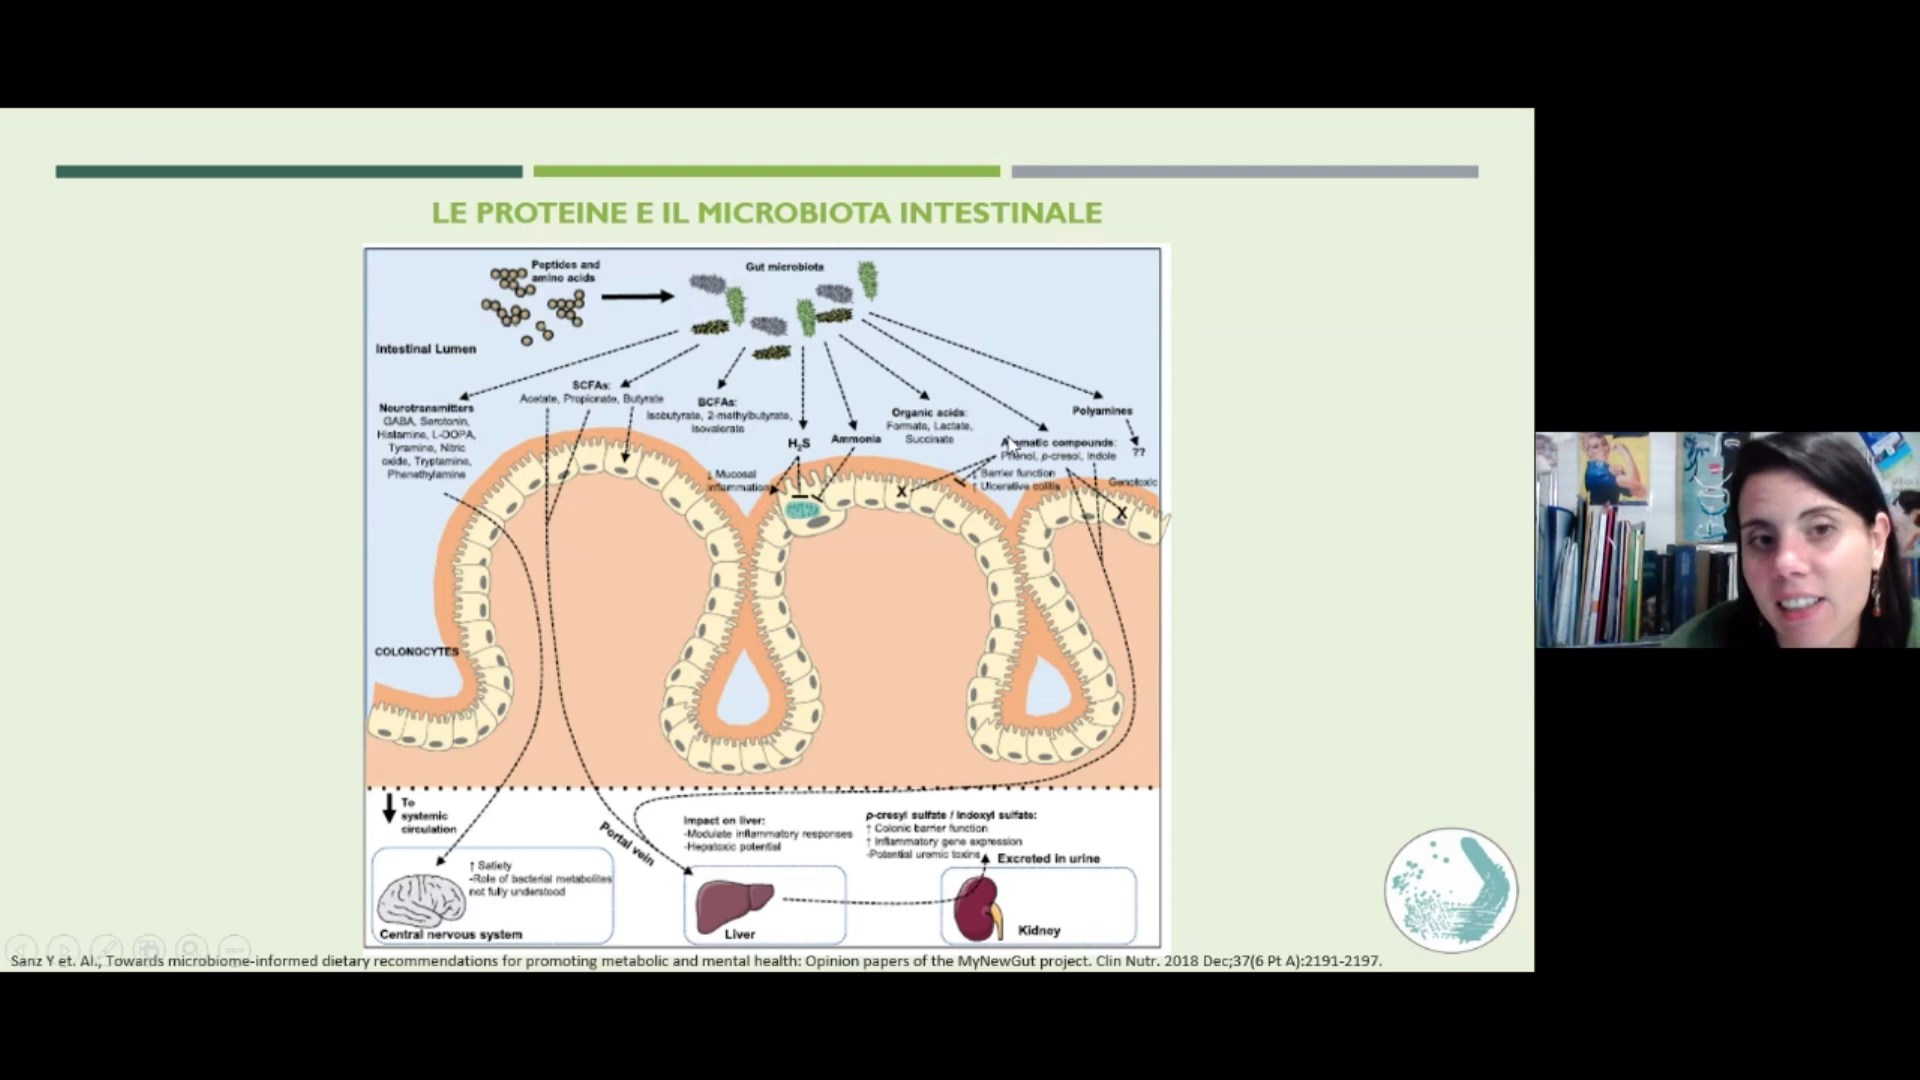 LE PROTEINE E IL MICROBIOTA INTESTINALE
Peptides and
amino acids
Gut microbiota
Intestinal Lumen
Neurotransmitters
GABA, Serotonin,
Histamine, L-DOPA,
Tyramine, Nitric
oxide, Tryptamine,
Phenethylamine
SCFAs:
Acetate, Propionate, Butyrate
BCFAs:
Isobutyrate, 2-methylbutyrate,
Isovalerate
H2S
Ammonia
Organic acids:
Formate, Lactate,
Succinate
Aromatic compounds:
Phenol, p-cresol, Indole
Polyamines
??
↓ Mucosal
inflammation
X
↓ Barrier function
↑ Ulcerative colitis
Genotoxic
X
COLONOCYTES
To
systemic
circulation
Portal vein
↑ Satiety
-Role of bacterial metabolites
not fully understood
Central nervous system
Impact on liver:
-Modulate inflammatory responses
-Hepatoxic potential
Liver
p-cresyl sulfate / Indoxyl sulfate:
↑ Colonic barrier function
↑ Inflammatory gene expression
-Potential uremic toxins
Excreted in urine
Kidney
Sanz Y et. Al., Towards microbiome-informed dietary recommendations for promoting metabolic and mental health: Opinion papers of the MyNewGut project. Clin Nutr. 2018 Dec;37(6 Pt A):2191-2197.